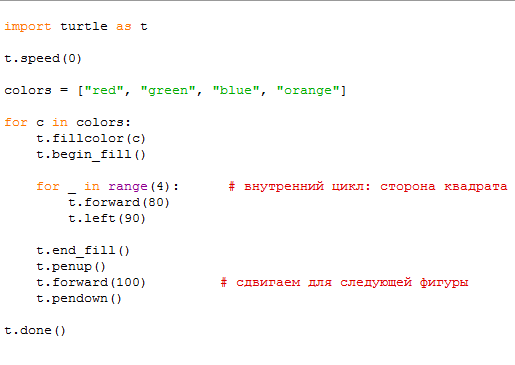 import turtle as t
t.speed(0)
colors = ["red", "green", "blue", "orange"]
for c in colors:
    t.fillcolor(c)
    t.begin_fill()
    for _ in range(4):      # внутренний цикл: сторона квадрата
        t.forward(80)
        t.left(90)
    t.end_fill()
    t.penup()
    t.forward(100)         # сдвигаем для следующей фигуры
    t.pendown()
t.done()